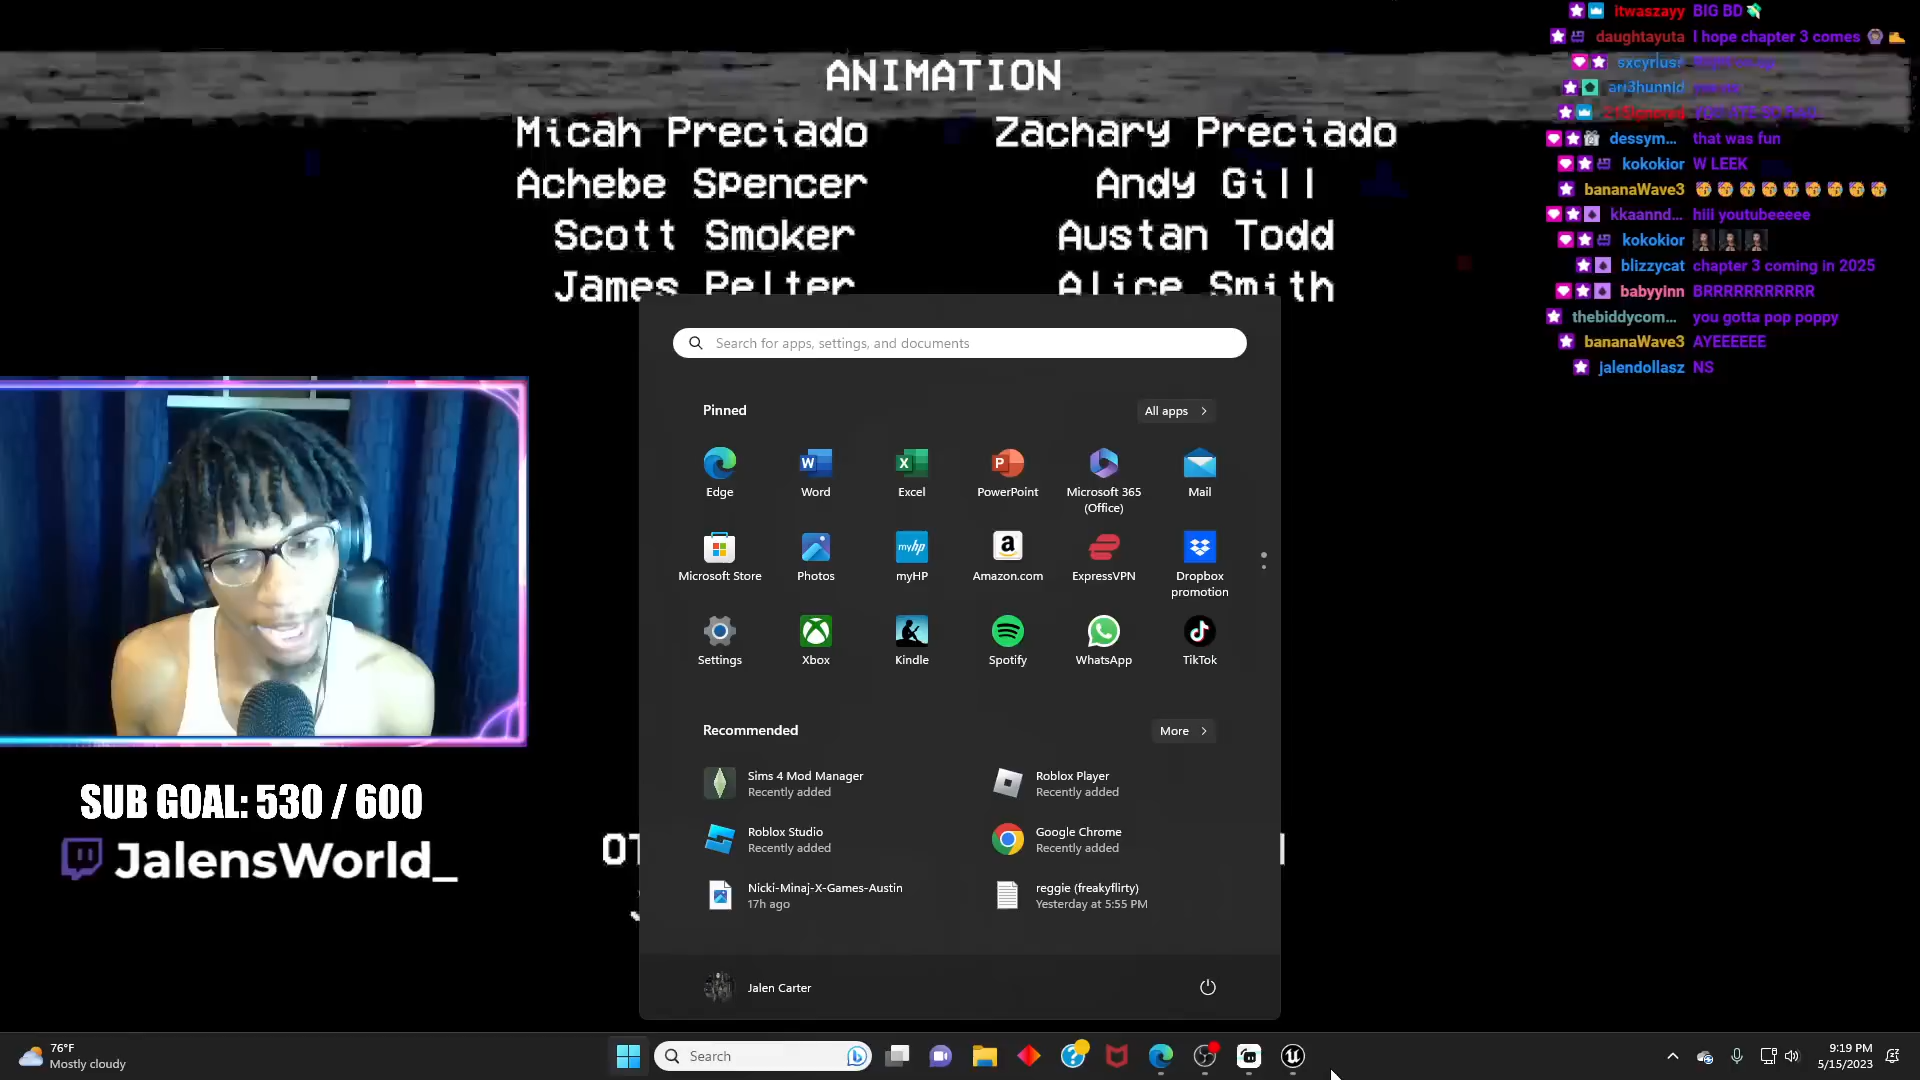 ANIMATION
Micah Preciado Zachary Preciado
Achebe Spencer Andy Gill
Scott Smoker Austan Todd
James Pelter Alice Smith
itwaszayy BIG BD
daughtayuta I hope chapter 3 comes
sxcyrluse
ari3hunnid
dessym... that was fun
kokokior W LEEK
bananaWave3
kkaannd... hiii youtubeeeee
kokokior
blizzycat chapter 3 coming in 2025
babyyinn BRRRRRRRRRRR
thebiddycom... you gotta pop poppy
bananaWave3 AYEEEEEE
jalendollasz NS
Search for apps, settings, and documents
Pinned All apps
Edge Word Excel PowerPoint Microsoft 365 (Office) Mail
Microsoft Store Photos myHP Amazon.com ExpressVPN Dropbox promotion
Settings Xbox Kindle Spotify WhatsApp TikTok
Recommended More
Sims 4 Mod Manager
Recently added
Roblox Player
Recently added
Roblox Studio
Recently added
Google Chrome
Recently added
Nicki-Minaj-X-Games-Austin
17h ago
reggie (freakyflirty)
Yesterday at 5:55 PM
Jalen Carter
SUB GOAL: 530 / 600
JalensWorld_
76°F
Mostly cloudy
Search
9:19 PM
5/15/2023